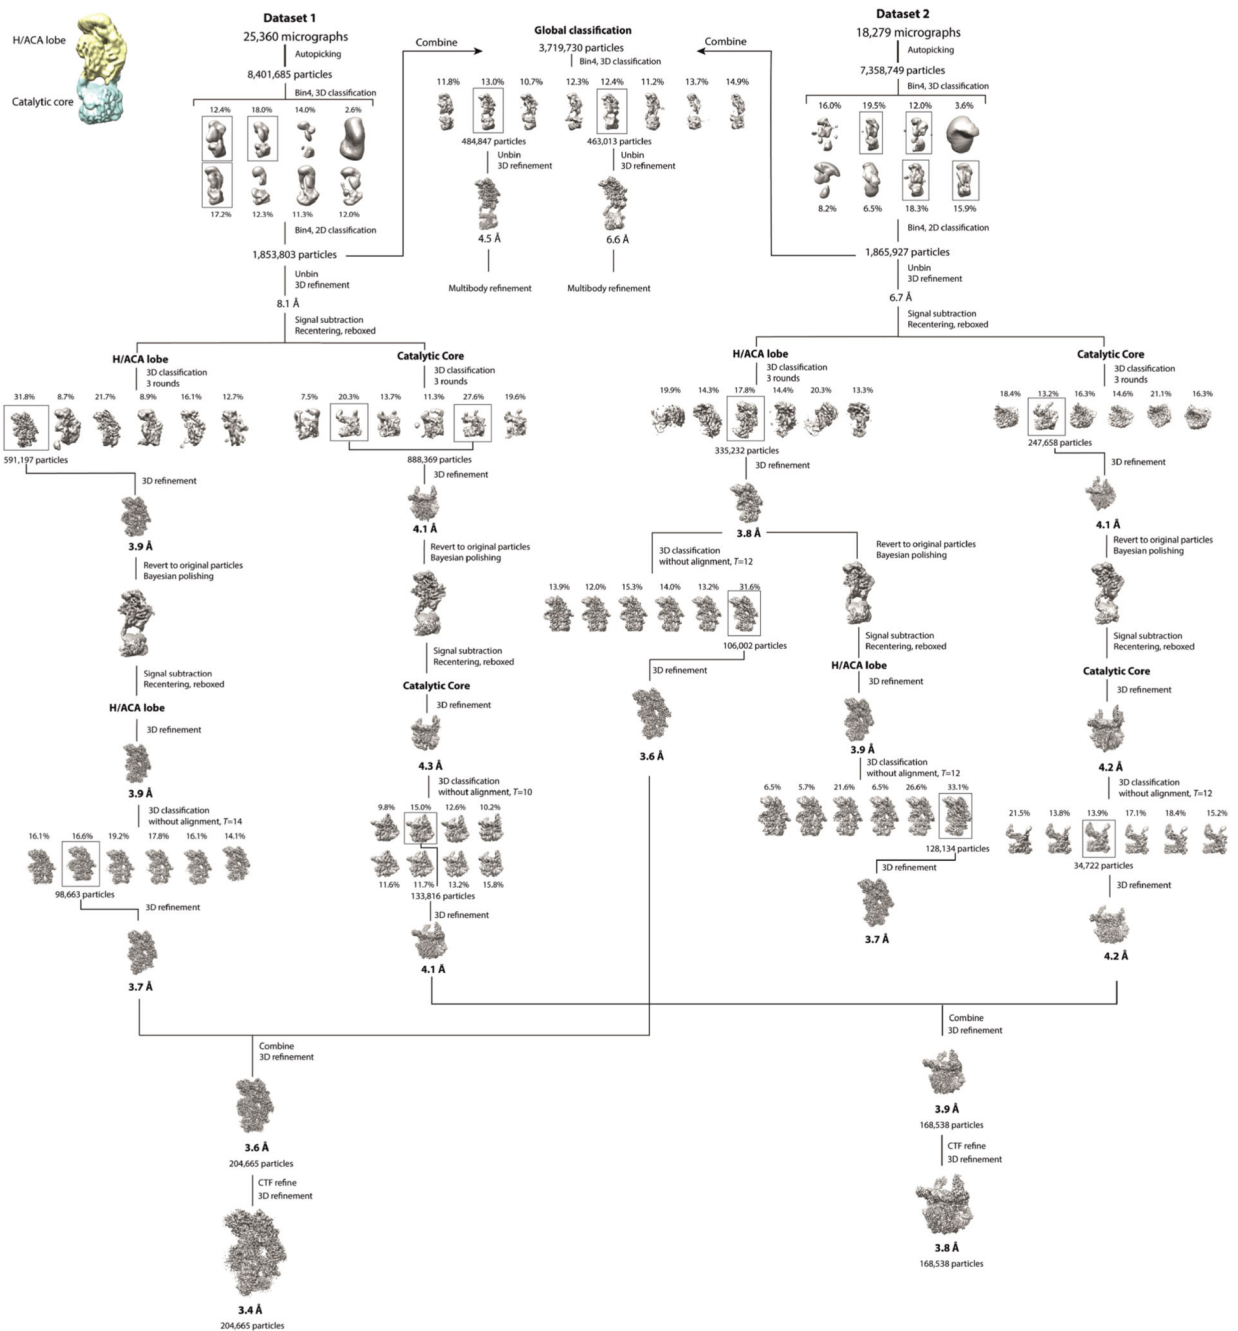 H/ACA lobe
Catalytic core
Dataset 1
25,360 micrographs
Autopicking
8,401,685 particles
Bin4, 3D classification
12.4% 18.0% 14.0% 2.6%
17.2% 12.3% 11.3% 12.0%
Bin4, 2D classification
1,853,803 particles
Unbin
3D refinement
8.1 Å
Signal subtraction
Recentering, reboxed
Combine
Global classification
3,719,730 particles
Bin4, 3D classification
11.8% 13.0% 10.7% 12.3% 12.4% 11.2% 13.7% 14.9%
484,847 particles
463,013 particles
Unbin
3D refinement
Unbin
3D refinement
4.5 Å
6.6 Å
Multibody refinement
Multibody refinement
Combine
Dataset 2
18,279 micrographs
Autopicking
7,358,749 particles
Bin4, 3D classification
16.0% 19.5% 12.0% 3.6%
8.2% 6.5% 18.3% 15.9%
Bin4, 2D classification
1,865,927 particles
Unbin
3D refinement
6.7 Å
Signal subtraction
Recentering, reboxed
H/ACA lobe
3D classification
3 rounds
31.8% 8.7% 21.7% 8.9% 16.1% 12.7%
591,197 particles
3D refinement
3.9 Å
Revert to original particles
Bayesian polishing
Signal subtraction
Recentering, reboxed
H/ACA lobe
3D refinement
3.9 Å
3D classification
without alignment, T=14
16.1% 16.6% 19.2% 17.8% 16.1% 14.1%
98,663 particles
3D refinement
3.7 Å
Catalytic Core
3D classification
3 rounds
7.5% 20.3% 13.7% 11.3% 27.6% 19.6%
888,369 particles
3D refinement
4.1 Å
Revert to original particles
Bayesian polishing
Signal subtraction
Recentering, reboxed
Catalytic Core
3D refinement
4.3 Å
3D classification
without alignment, T=10
9.8% 15.0% 12.6% 10.2%
11.6% 11.7% 13.2% 15.8%
133,816 particles
3D refinement
4.1 Å
H/ACA lobe
3D classification
3 rounds
19.9% 14.3% 17.8% 14.4% 20.3% 13.3%
335,232 particles
3D refinement
3.8 Å
3D classification
without alignment, T=12
13.9% 12.0% 15.3% 14.0% 13.2% 31.6%
106,002 particles
3D refinement
3.6 Å
Revert to original particles
Bayesian polishing
Signal subtraction
Recentering, reboxed
H/ACA lobe
3D refinement
3.9 Å
3D classification
without alignment, T=12
6.5% 5.7% 21.6% 6.5% 26.6% 33.1%
128,134 particles
3D refinement
3.7 Å
Catalytic Core
3D classification
3 rounds
18.4% 13.2% 16.3% 14.6% 21.1% 16.3%
247,658 particles
3D refinement
4.1 Å
Revert to original particles
Bayesian polishing
Signal subtraction
Recentering, reboxed
Catalytic Core
3D refinement
4.2 Å
3D classification
without alignment, T=12
21.5% 13.8% 13.9% 17.1% 18.4% 15.2%
34,722 particles
3D refinement
4.2 Å
Combine
3D refinement
3.6 Å
204,665 particles
CTF refine
3D refinement
3.4 Å
204,665 particles
Combine
3D refinement
3.9 Å
168,538 particles
CTF refine
3D refinement
3.8 Å
168,538 particles